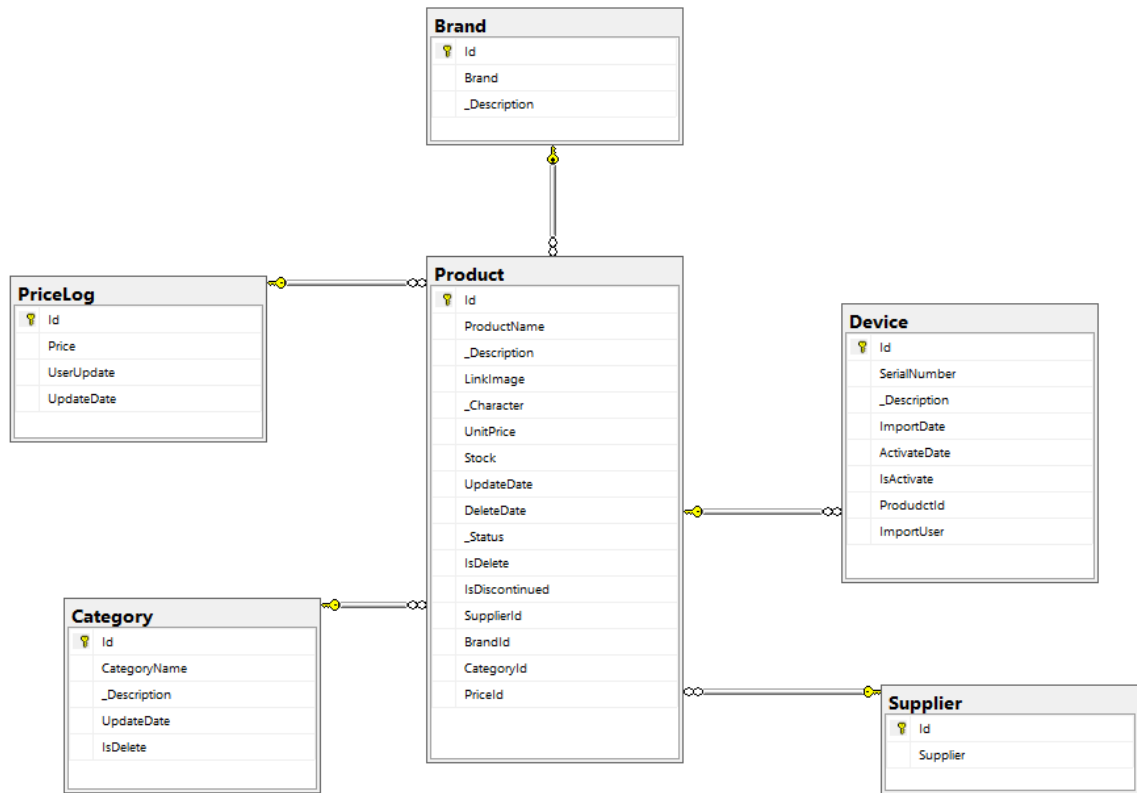 Brand
Id
Brand
_Description
PriceLog
Id
Price
UserUpdate
UpdateDate
Product
Id
ProductName
_Description
LinkImage
_Character
UnitPrice
Stock
UpdateDate
DeleteDate
_Status
IsDelete
IsDiscontinued
SupplierId
BrandId
CategoryId
PriceId
Device
Id
SerialNumber
_Description
ImportDate
ActivateDate
IsActivate
ProdudctId
ImportUser
Category
Id
CategoryName
_Description
UpdateDate
IsDelete
Supplier
Id
Supplier